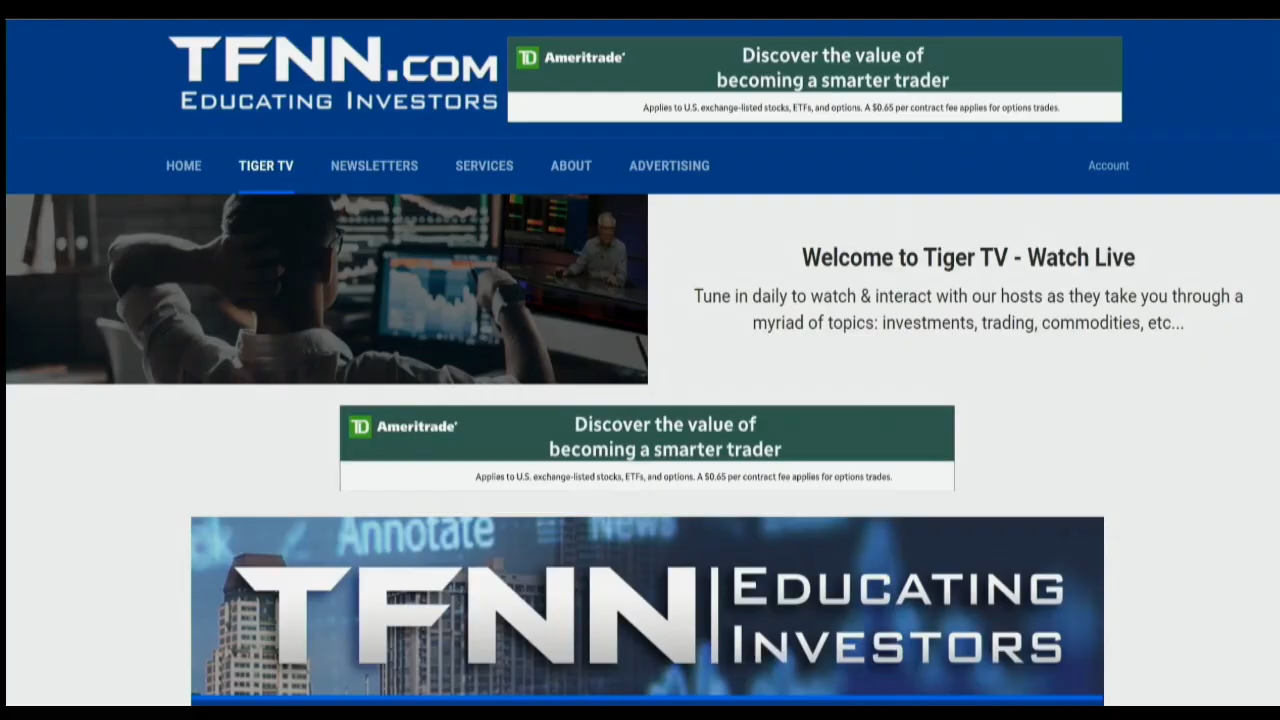 TFNN.COM
EDUCATING INVESTORS
TD Ameritrade
Discover the value of
becoming a smarter trader
Applies to U.S. exchange-listed stocks, ETFs, and options. A $0.65 per contract fee applies for options trades.
HOME TIGER TV NEWSLETTERS SERVICES ABOUT ADVERTISING Account
Welcome to Tiger TV - Watch Live
Tune in daily to watch & interact with our hosts as they take you through a
myriad of topics: investments, trading, commodities, etc...
TD Ameritrade
Discover the value of
becoming a smarter trader
Applies to U.S. exchange-listed stocks, ETFs, and options. A $0.65 per contract fee applies for options trades.
Annotate News
TFNN EDUCATING
INVESTORS